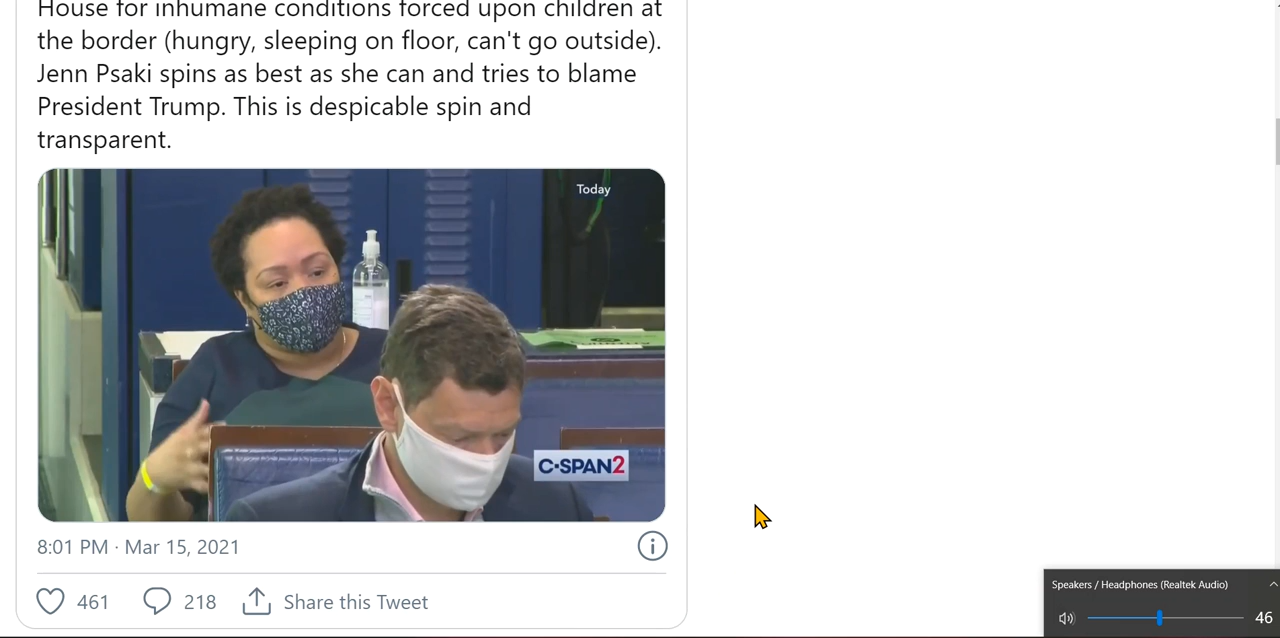 House for inhumane conditions forced upon children at
the border (hungry, sleeping on floor, can't go outside).
Jenn Psaki spins as best as she can and tries to blame
President Trump. This is despicable spin and
transparent.
Today
C-SPAN2
8:01 PM · Mar 15, 2021
461
218
Share this Tweet
Speakers / Headphones (Realtek Audio)
46